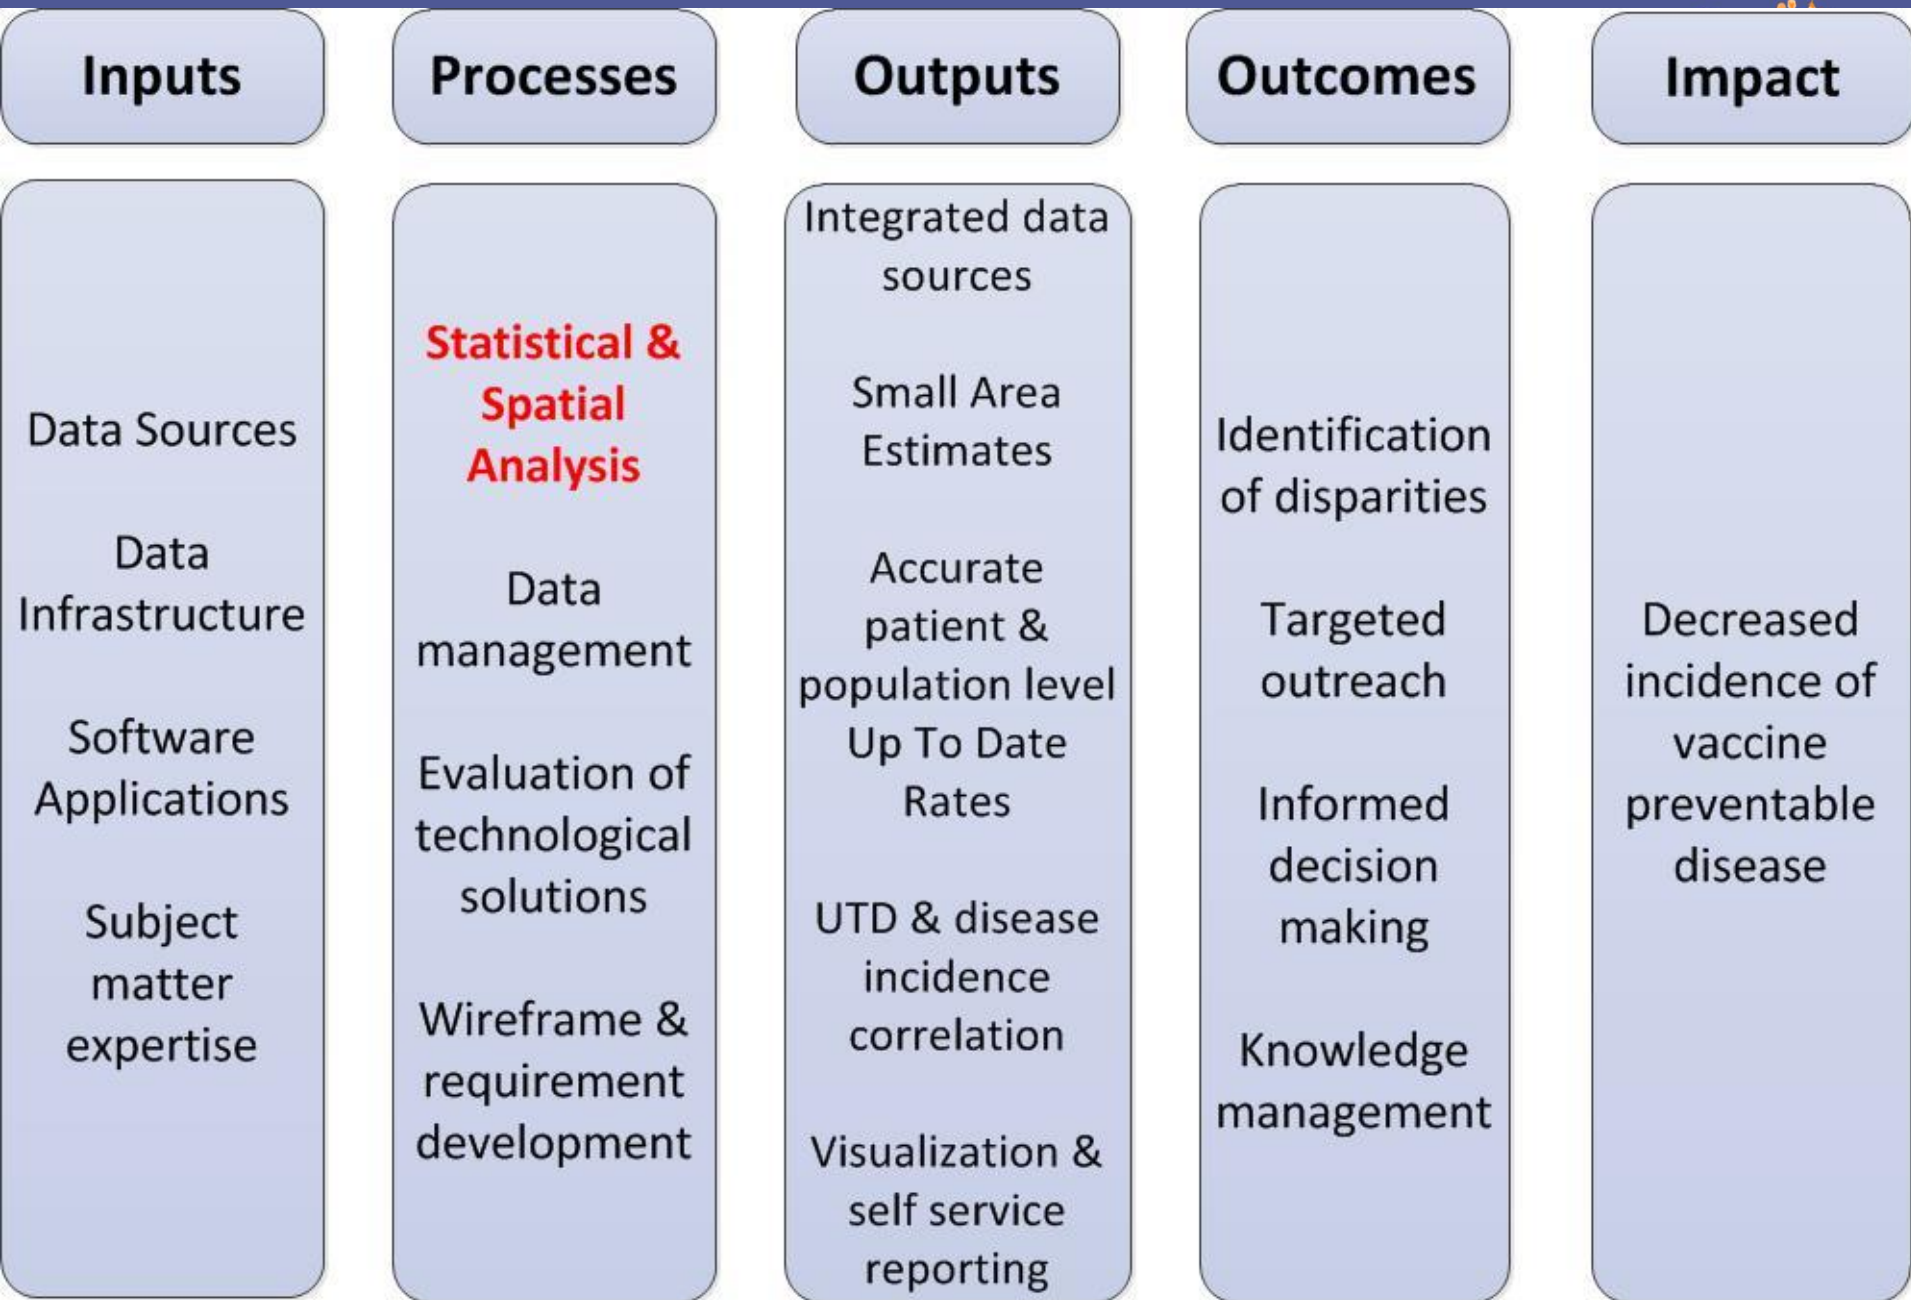 Inputs
Processes
Outputs
Outcomes
Impact
Data Sources
Data
Infrastructure
Software
Applications
Subject
matter
expertise
Statistical &
Spatial
Analysis
Data
management
Evaluation of
technological
solutions
Wireframe &
requirement
development
Integrated data
sources
Small Area
Estimates
Accurate
patient &
population level
Up To Date
Rates
UTD & disease
incidence
correlation
Visualization &
self service
reporting
Identification
of disparities
Targeted
outreach
Informed
decision
making
Knowledge
management
Decreased
incidence of
vaccine
preventable
disease